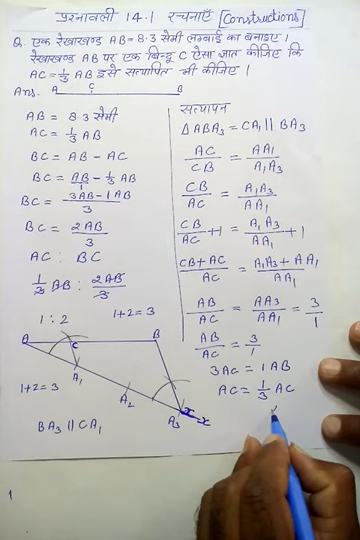 प्रश्नावली 14.1 रचनाएँ [Constructions]
Q. एक रेखाखण्ड AB = 8.3 सेमी लम्बाई का बनाइए।
रेखाखण्ड AB पर एक बिन्दु C ऐसा ज्ञात कीजिए कि
AC = 1/3 AB इसे सत्यापित भी कीजिए।
Ans. A C B
AB = 8.3 सेमी
AC = 1/3 AB
BC = AB - AC
BC = AB/1 - 1/3 AB
BC = 3AB - 1AB / 3
BC = 2AB/3
AC : BC
1/3 AB : 2AB/3
1 : 2 1+2=3
A C B
A₁
1+2=3
A₂
A₃ x
BA₃ || CA₁
1
सत्यापन
△ABA₃ = CA₁ || BA₃
AC/CB = AA₁/A₁A₃
CB/AC = A₁A₃/AA₁
CB/AC + 1 = A₁A₃/AA₁ + 1
CB+AC/AC = A₁A₃+AA₁/AA₁
AB/AC = AA₃/AA₁ = 3/1
AB/AC = 3/1
3AC = 1AB
AC = 1/3 AC